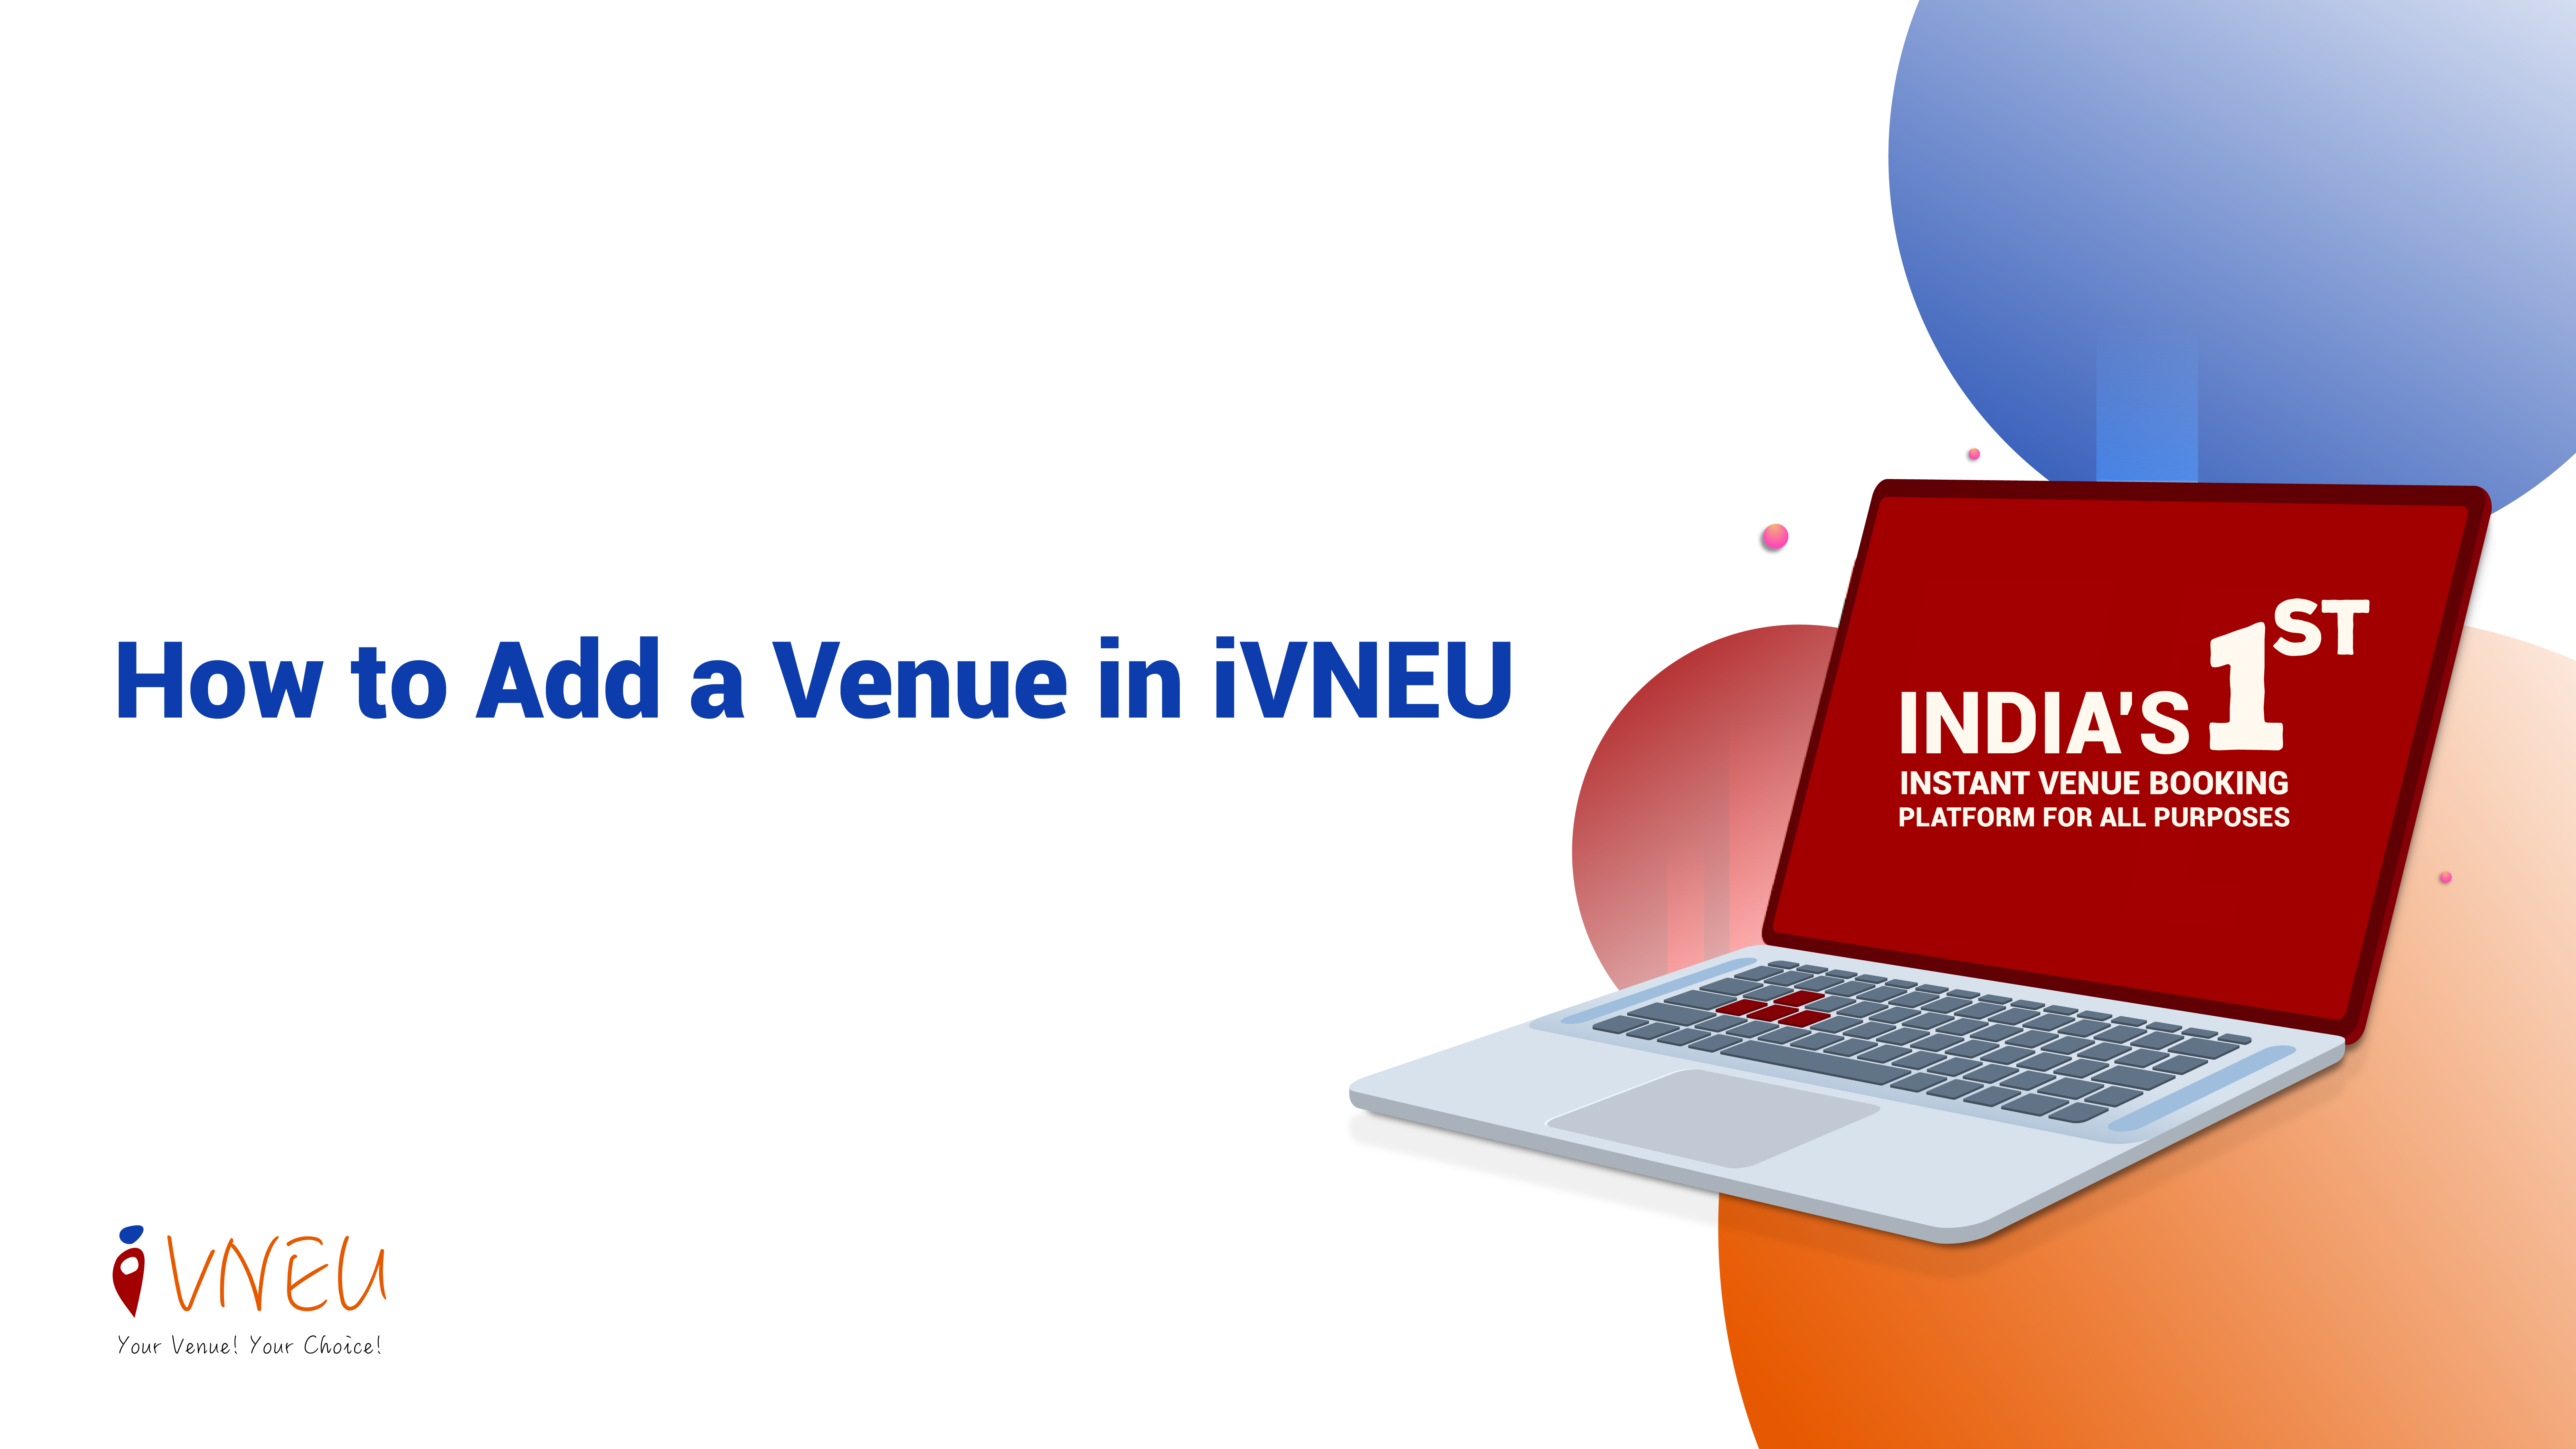 How to Add a Venue in iVNEU
INDIA'S 1ST
INSTANT VENUE BOOKING
PLATFORM FOR ALL PURPOSES
iVNEU
Your Venue! Your Choice!